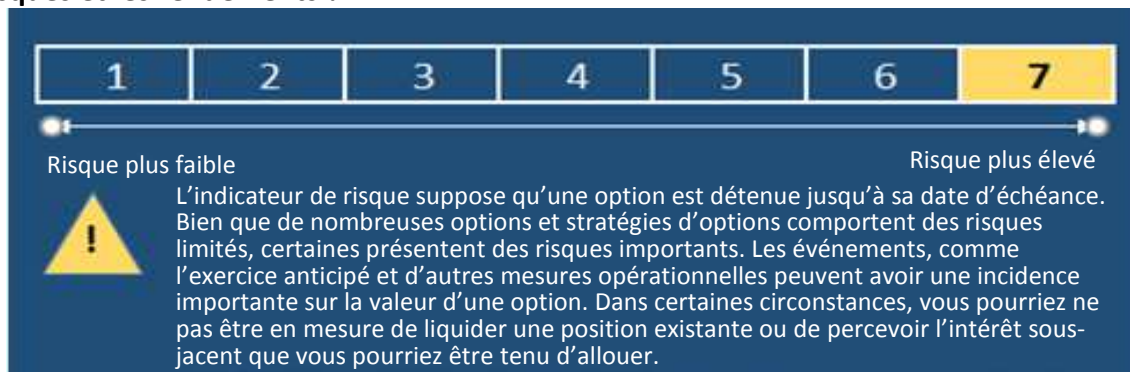 1 2 3 4 5 6 7
Risque plus faible Risque plus élevé
L’indicateur de risque suppose qu’une option est détenue jusqu’à sa date d’échéance.
Bien que de nombreuses options et stratégies d’options comportent des risques
limités, certaines présentent des risques importants. Les événements, comme
l’exercice anticipé et d’autres mesures opérationnelles peuvent avoir une incidence
importante sur la valeur d’une option. Dans certaines circonstances, vous pourriez ne
pas être en mesure de liquider une position existante ou de percevoir l’intérêt sous-
jacent que vous pourriez être tenu d’allouer.
!